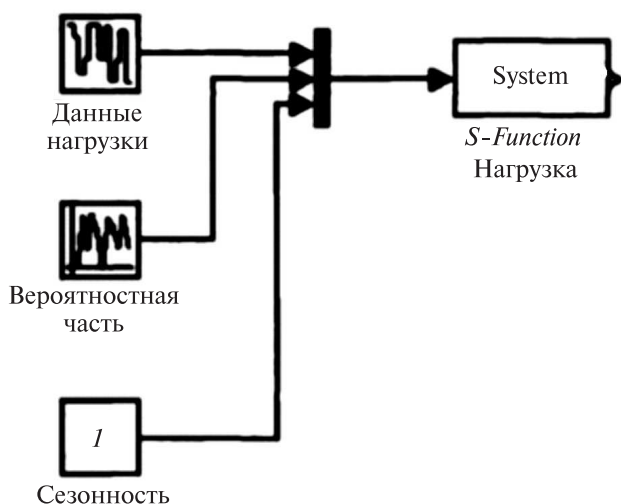 Данные
нагрузки
System
S-Function
Нагрузка
Вероятностная
часть
1
Сезонность